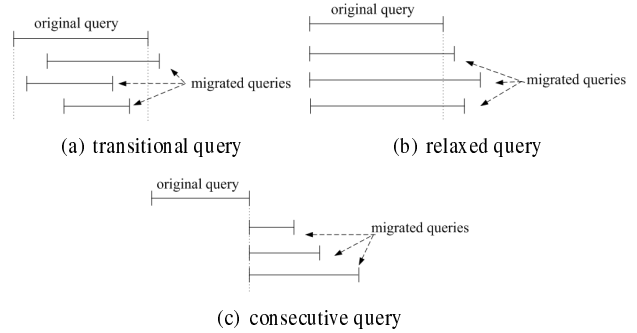 original query
migrated queries
(a) transitional query
original query
migrated queries
(b) relaxed query
original query
migrated queries
(c) consecutive query